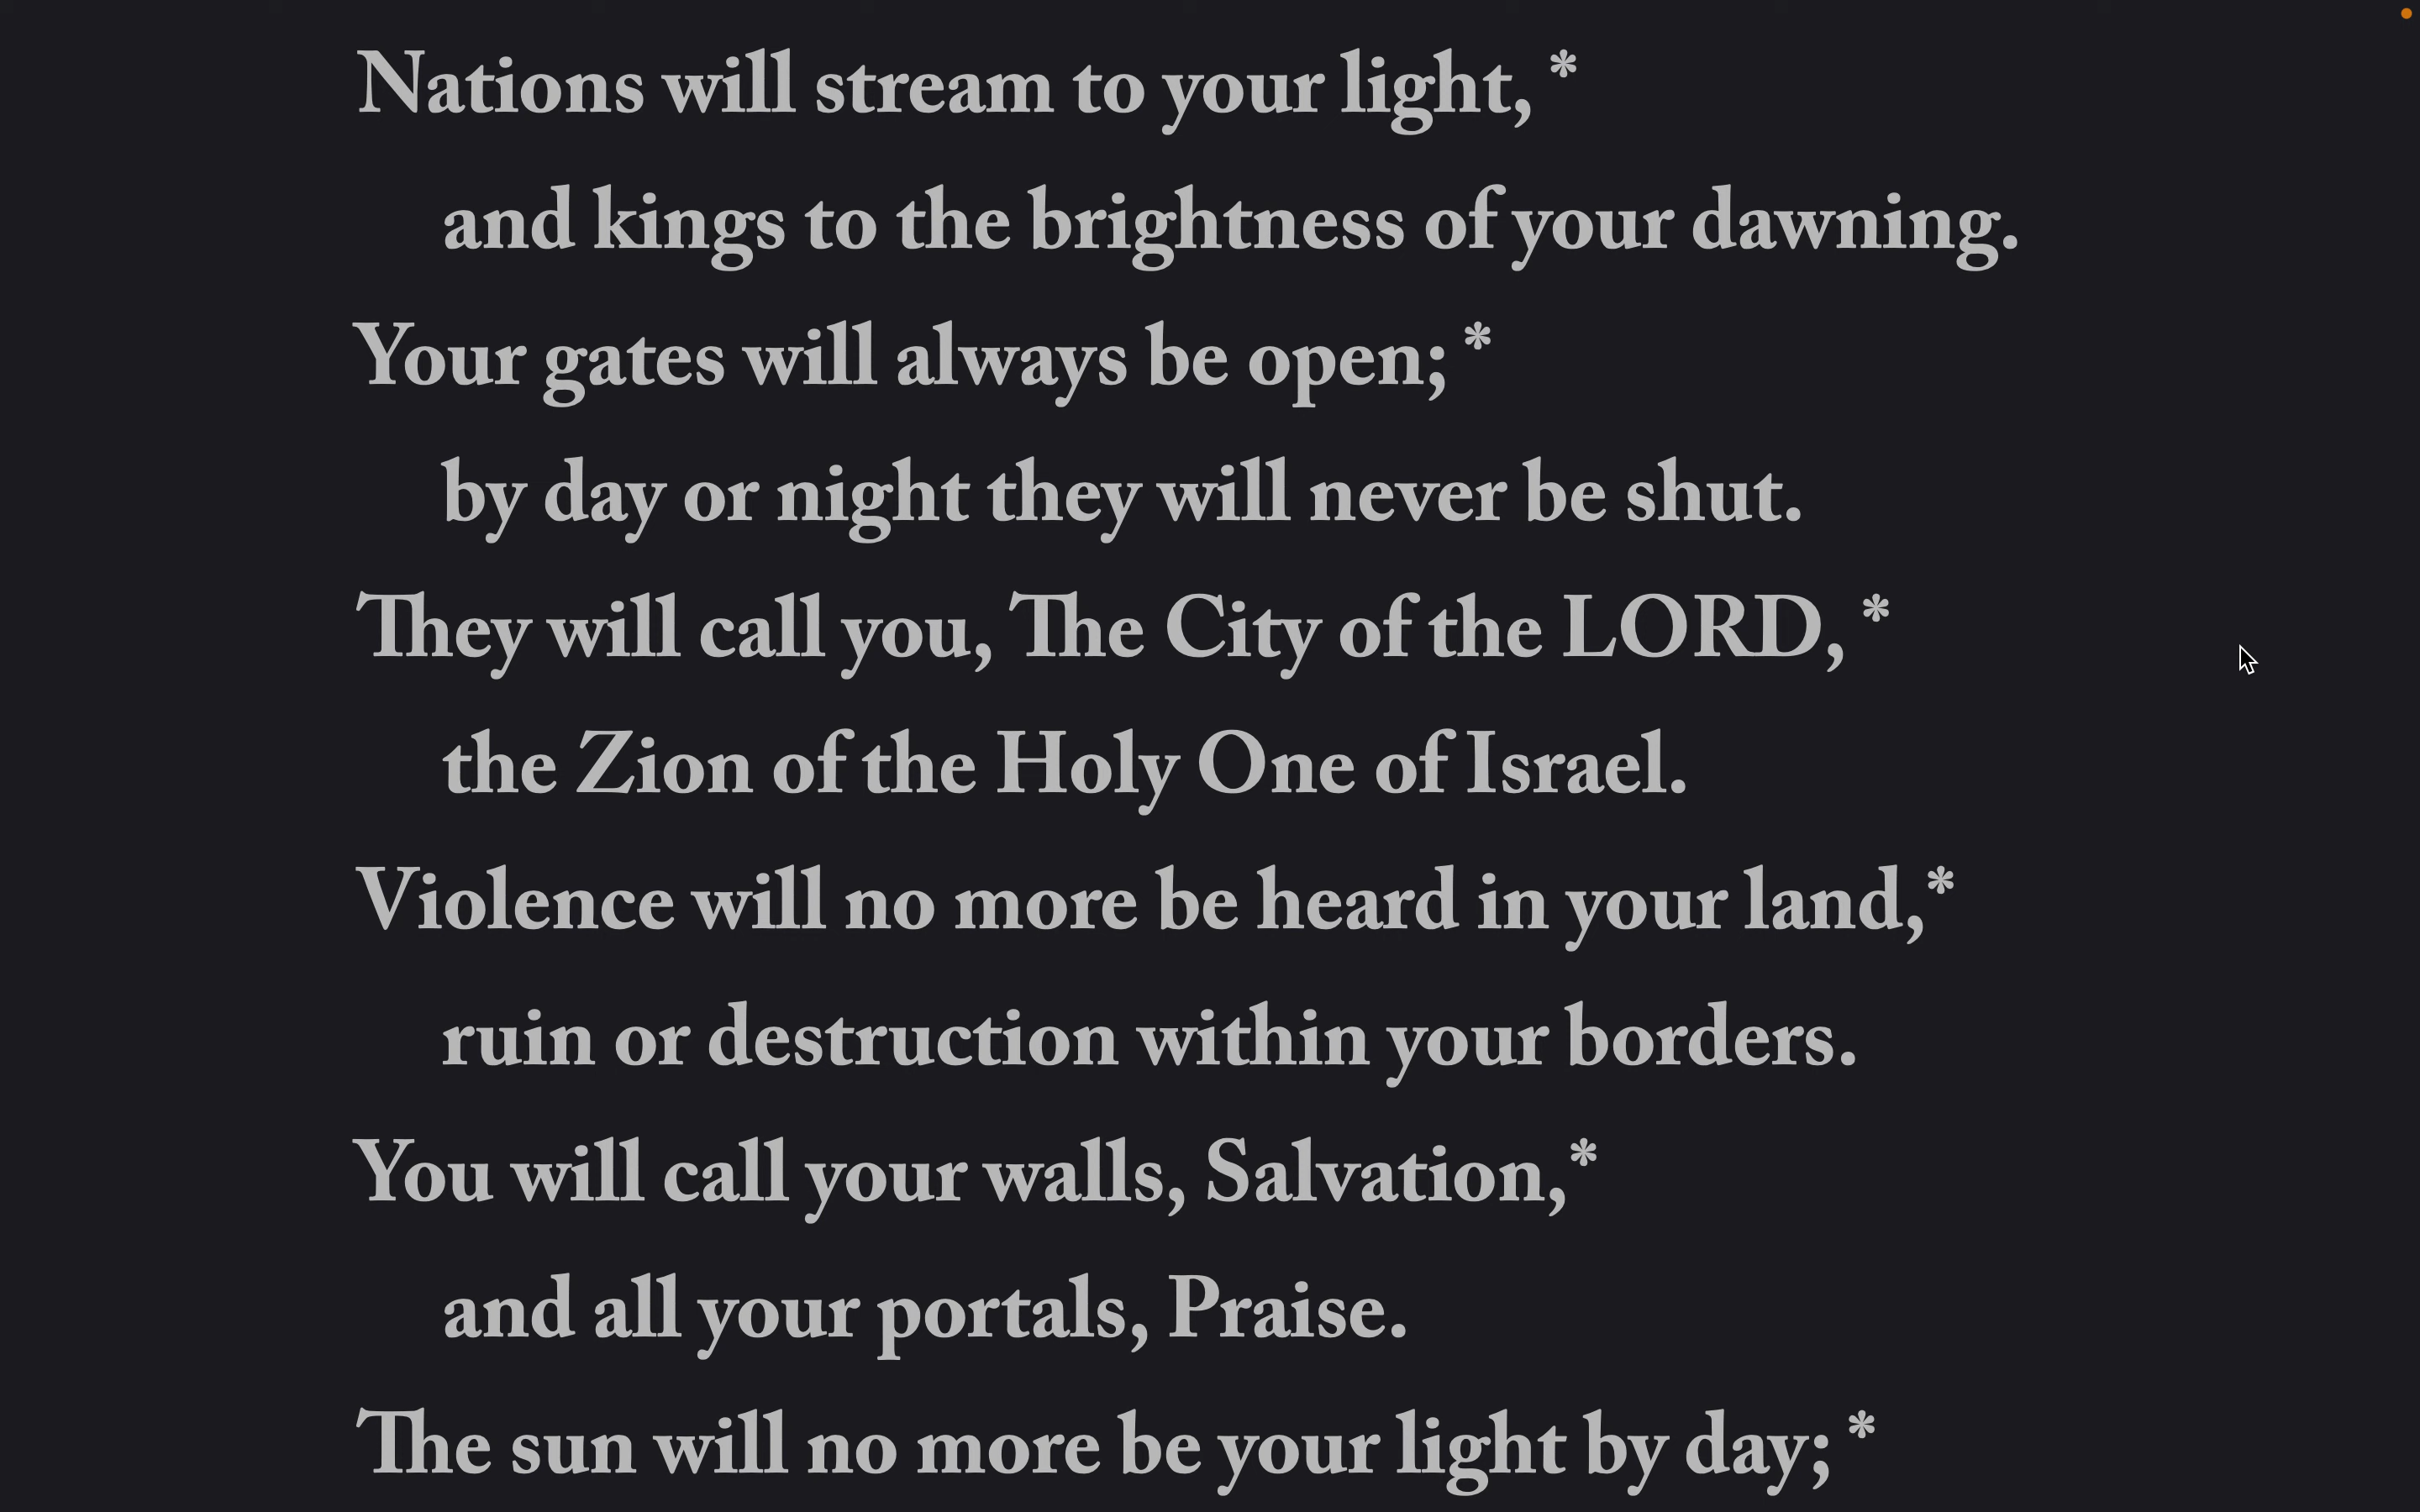 Nations will stream to your light, *
and kings to the brightness of your dawning.
Your gates will always be open; *
by day or night they will never be shut.
They will call you, The City of the LORD, *
the Zion of the Holy One of Israel.
Violence will no more be heard in your land,*
ruin or destruction within your borders.
You will call your walls, Salvation,*
and all your portals, Praise.
The sun will no more be your light by day; *